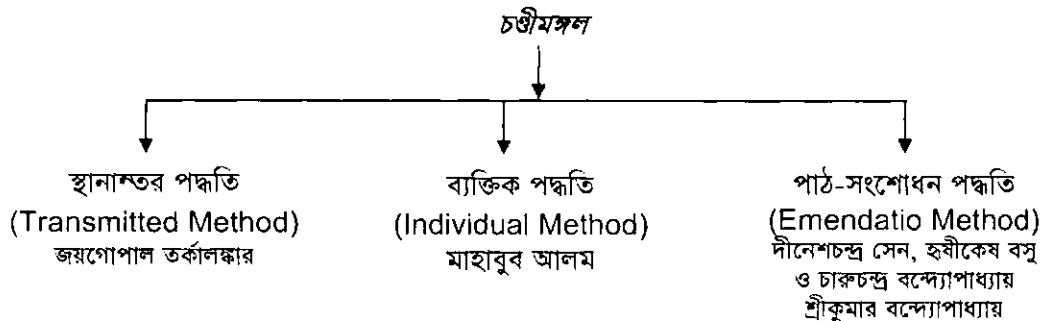 চণ্ডীমঙ্গল
স্থানান্তর পদ্ধতি
(Transmitted Method)
জয়গোপাল তর্কালঙ্কার
ব্যক্তিক পদ্ধতি
(Individual Method)
মাহাবুব আলম
পাঠ-সংশোধন পদ্ধতি
(Emendatio Method)
দীনেশচন্দ্র সেন, হৃষীকেষ বসু
ও চারুচন্দ্র বন্দ্যোপাধ্যায়
শ্রীকুমার বন্দ্যোপাধ্যায়